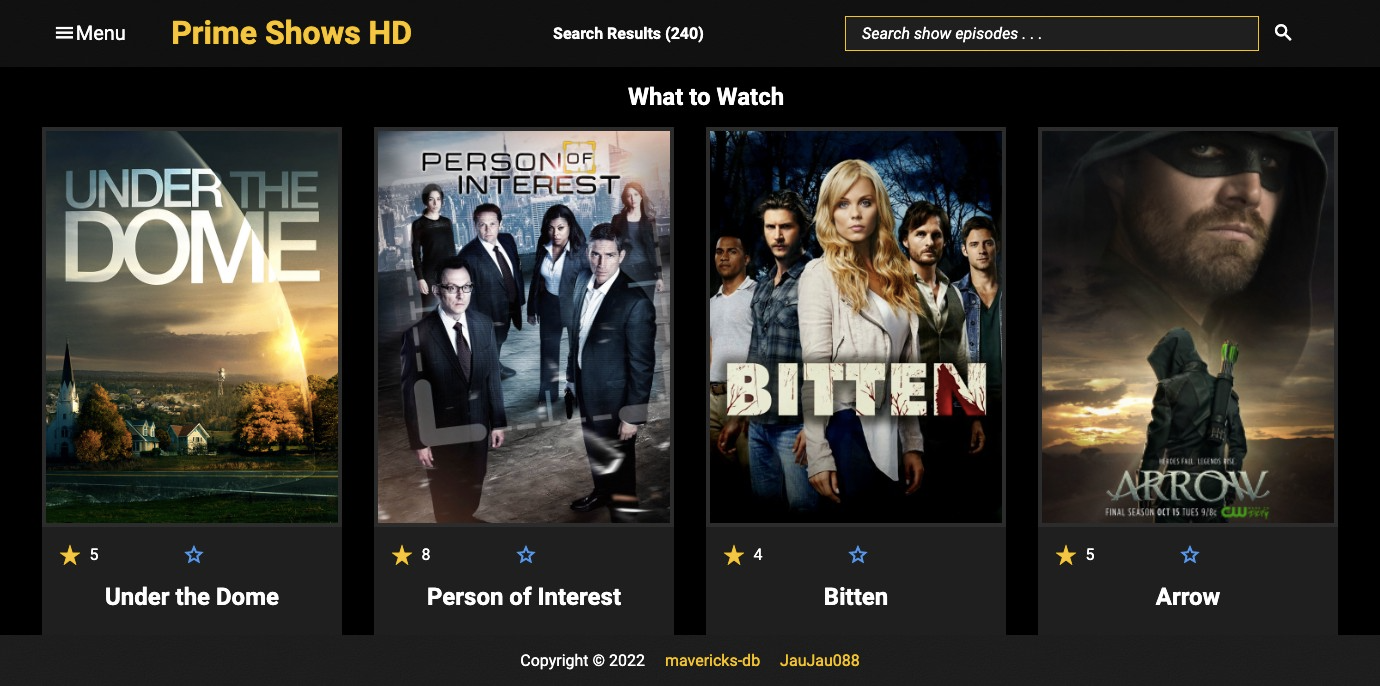 Menu
Prime Shows HD
Search Results (240)
Search show episodes . . .
What to Watch
UNDER THE
DOME
PERSON OF
INTEREST
BITTEN
HEROES FALL. LEGENDS RISE.
ARROW
FINAL SEASON OCT 15 TUES 9/8c CW
5
8
4
5
Under the Dome
Person of Interest
Bitten
Arrow
Copyright © 2022 mavericks-db JauJau088